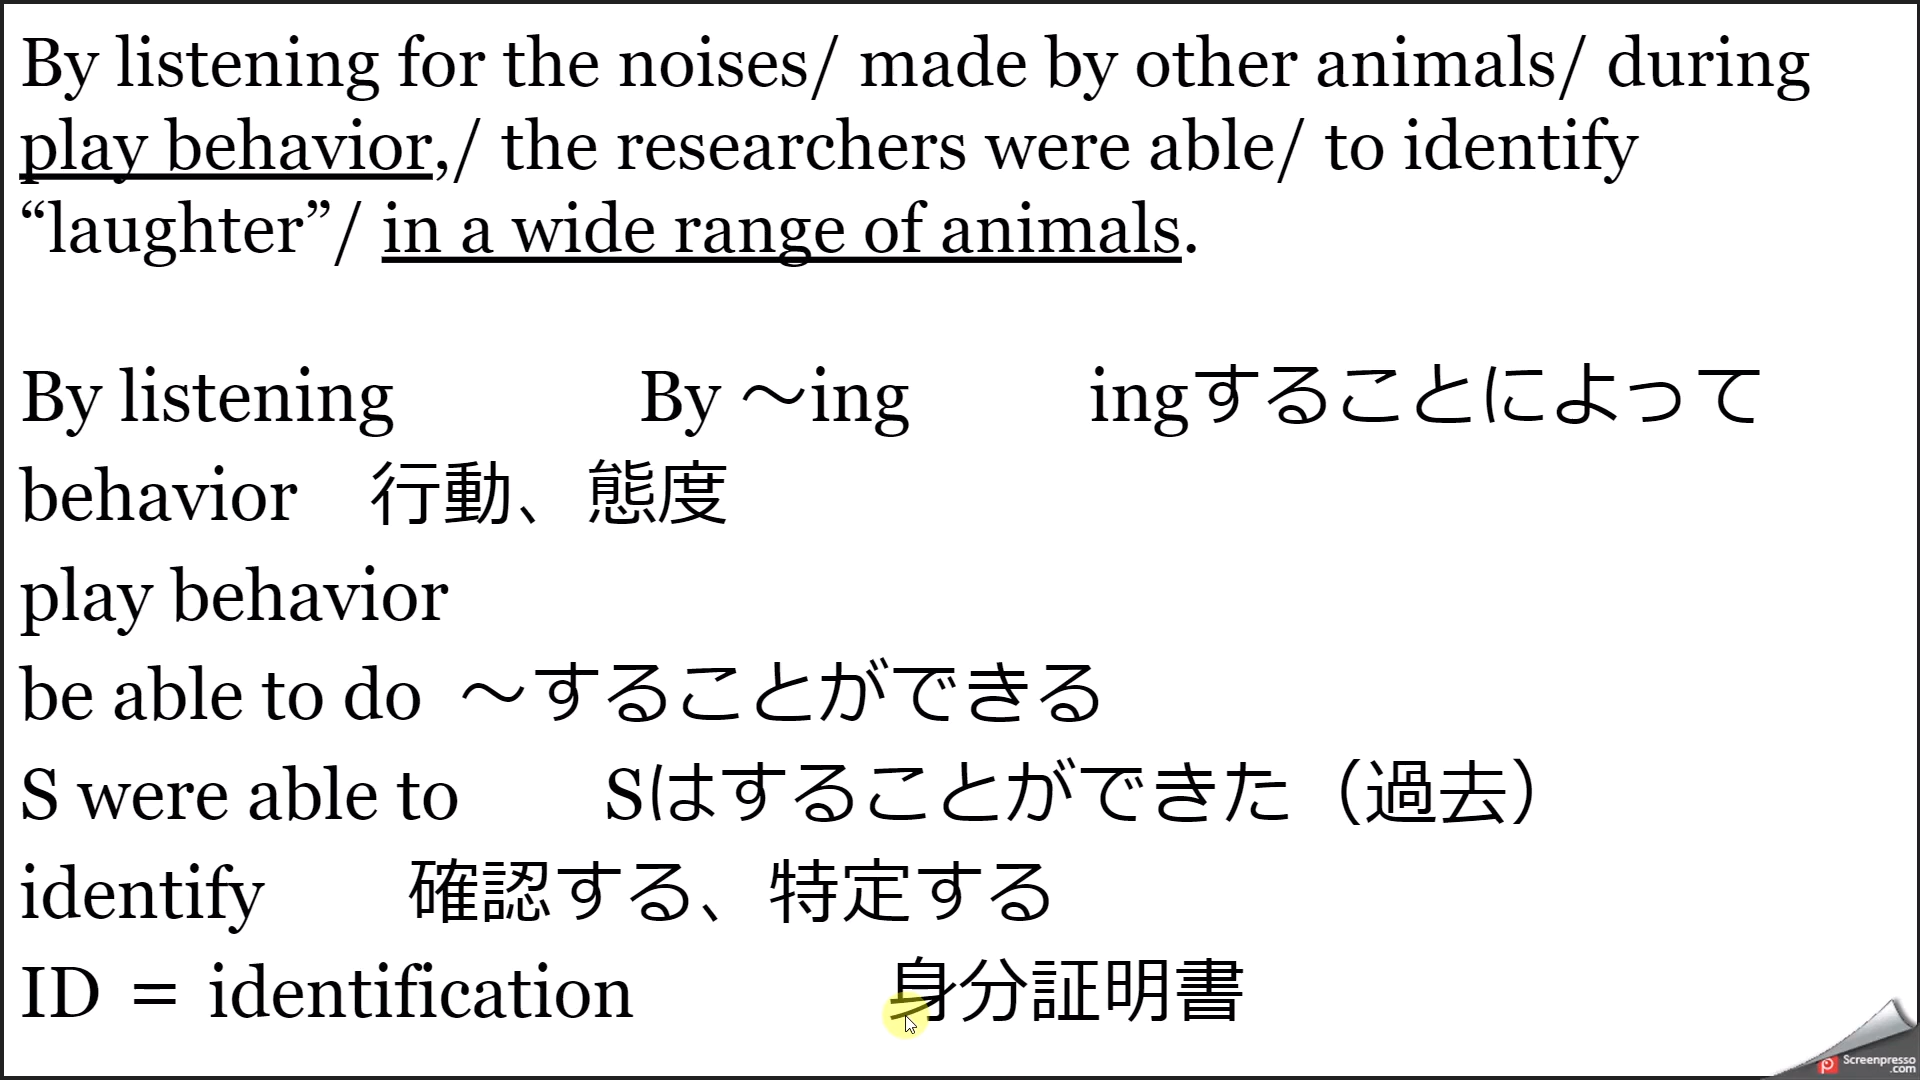 By listening for the noises/ made by other animals/ during
play behavior,/ the researchers were able/ to identify
“laughter”/ in a wide range of animals.
By listening By ～ing ingすることによって
behavior 行動、態度
play behavior
be able to do ～することができる
S were able to Sはすることができた（過去）
identify 確認する、特定する
ID = identification 身分証明書
Screenpresso
.com